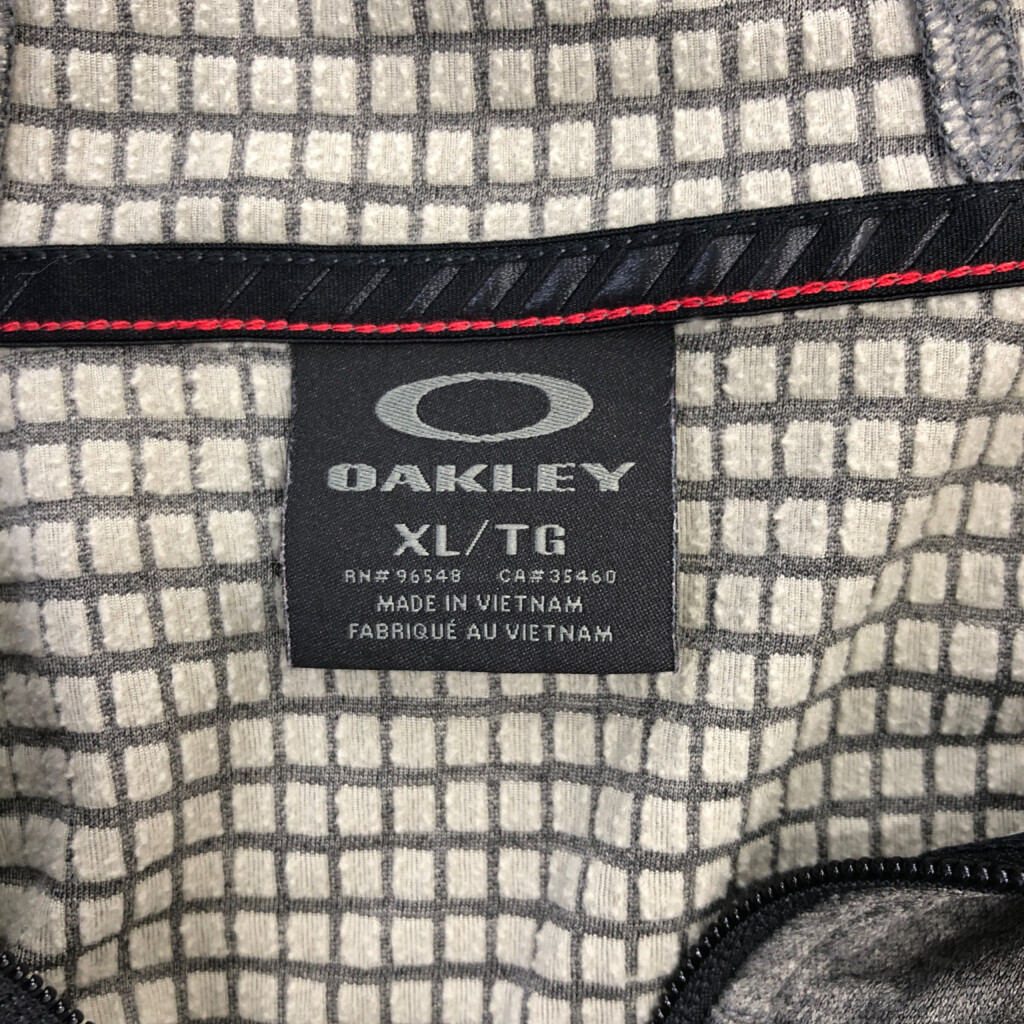 OAKLEY
XL/TG
RN# 96548 CA# 35460
MADE IN VIETNAM
FABRIQUÉ AU VIETNAM